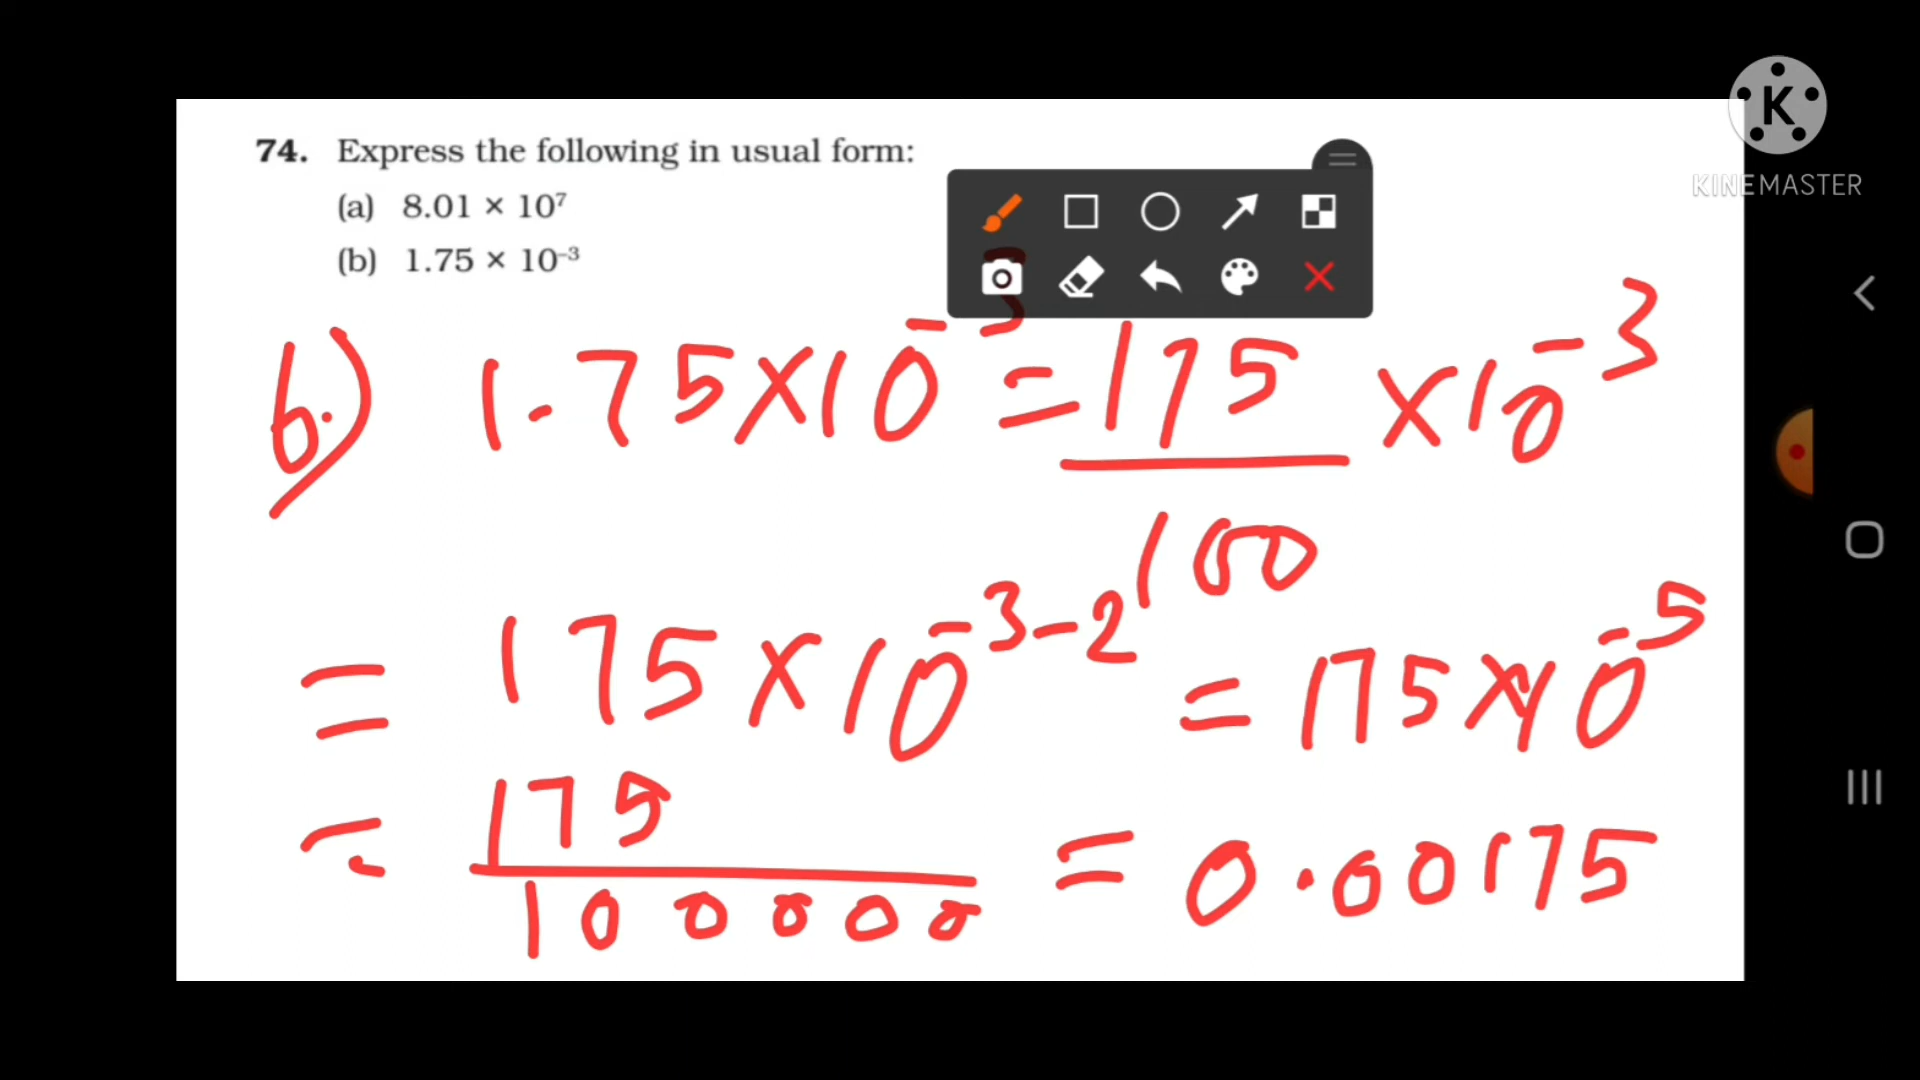 KINEMASTER
74. Express the following in usual form:
(a) 8.01 × 10⁷
(b) 1.75 × 10⁻³
b.) 1.75×10⁻³ = 175/100 ×10⁻³
= 175×10⁻³⁻² = 175×10⁻⁵
= 175/100000 = 0.00175